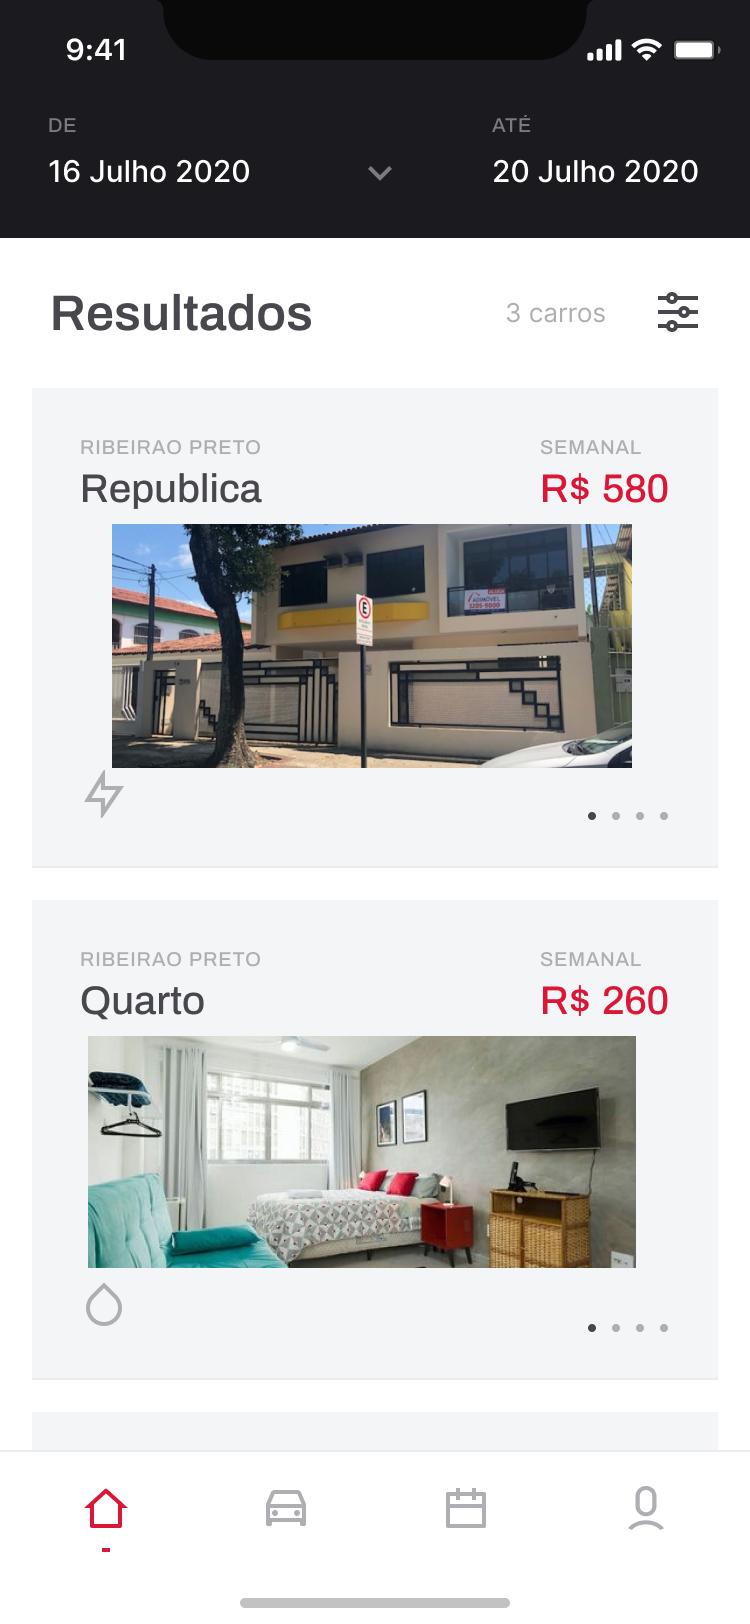 9:41
DE
ATÉ
16 Julho 2020
20 Julho 2020
Resultados
3 carros
RIBEIRAO PRETO
SEMANAL
Republica
R$ 580
E
RIBEIRAO PRETO
SEMANAL
Quarto
R$ 260